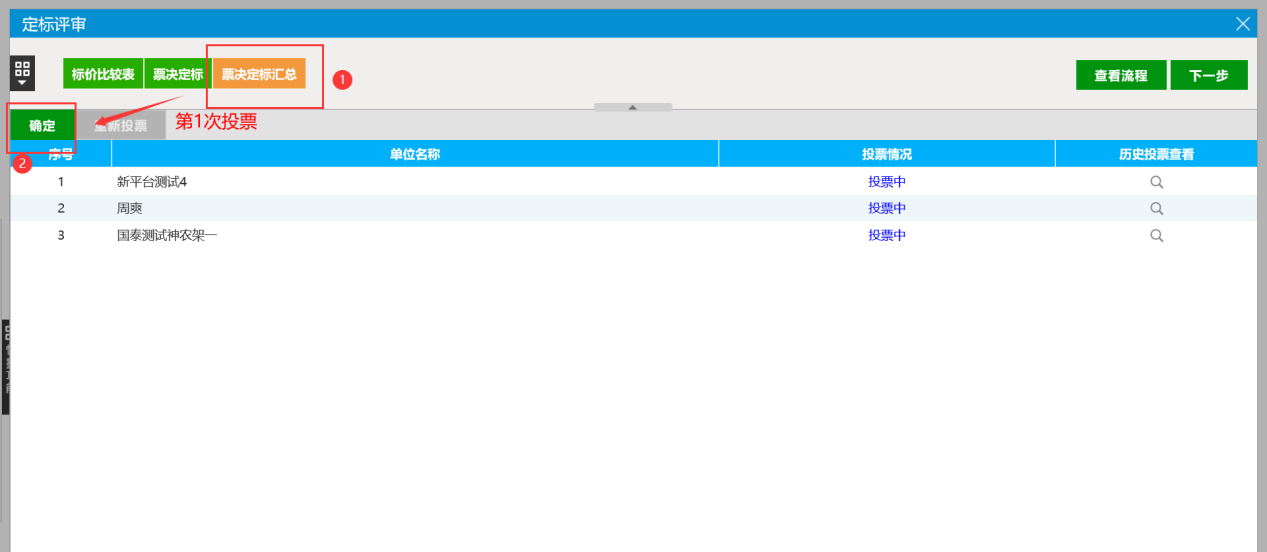 定标评审
标价比较表 票决定标 票决定标汇总 1 查看流程 下一步
确定 重新投票 第1次投票
2 序号 单位名称 投票情况 历史投票查看
1 新平台测试4 投票中
2 周爽 投票中
3 国泰测试神农架一 投票中